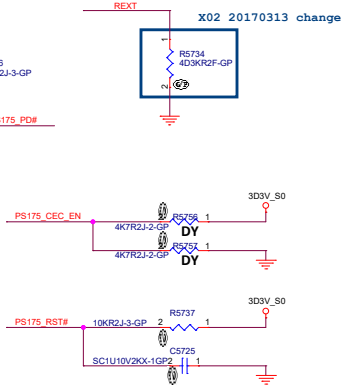 REXT
X02 20170313 change
1
R5734
4D3KR2F-GP
2
2J-3-GP
175_PD#
3D3V_S0
PS175_CEC_EN
2 R5756 1
4K7R2J-2-GP
DY
2 R5757 1
4K7R2J-2-GP
DY
3D3V_S0
R5737
PS175_RST#
10KR2J-3-GP
2 1
C5725
SC1U10V2KX-1GP
2 1